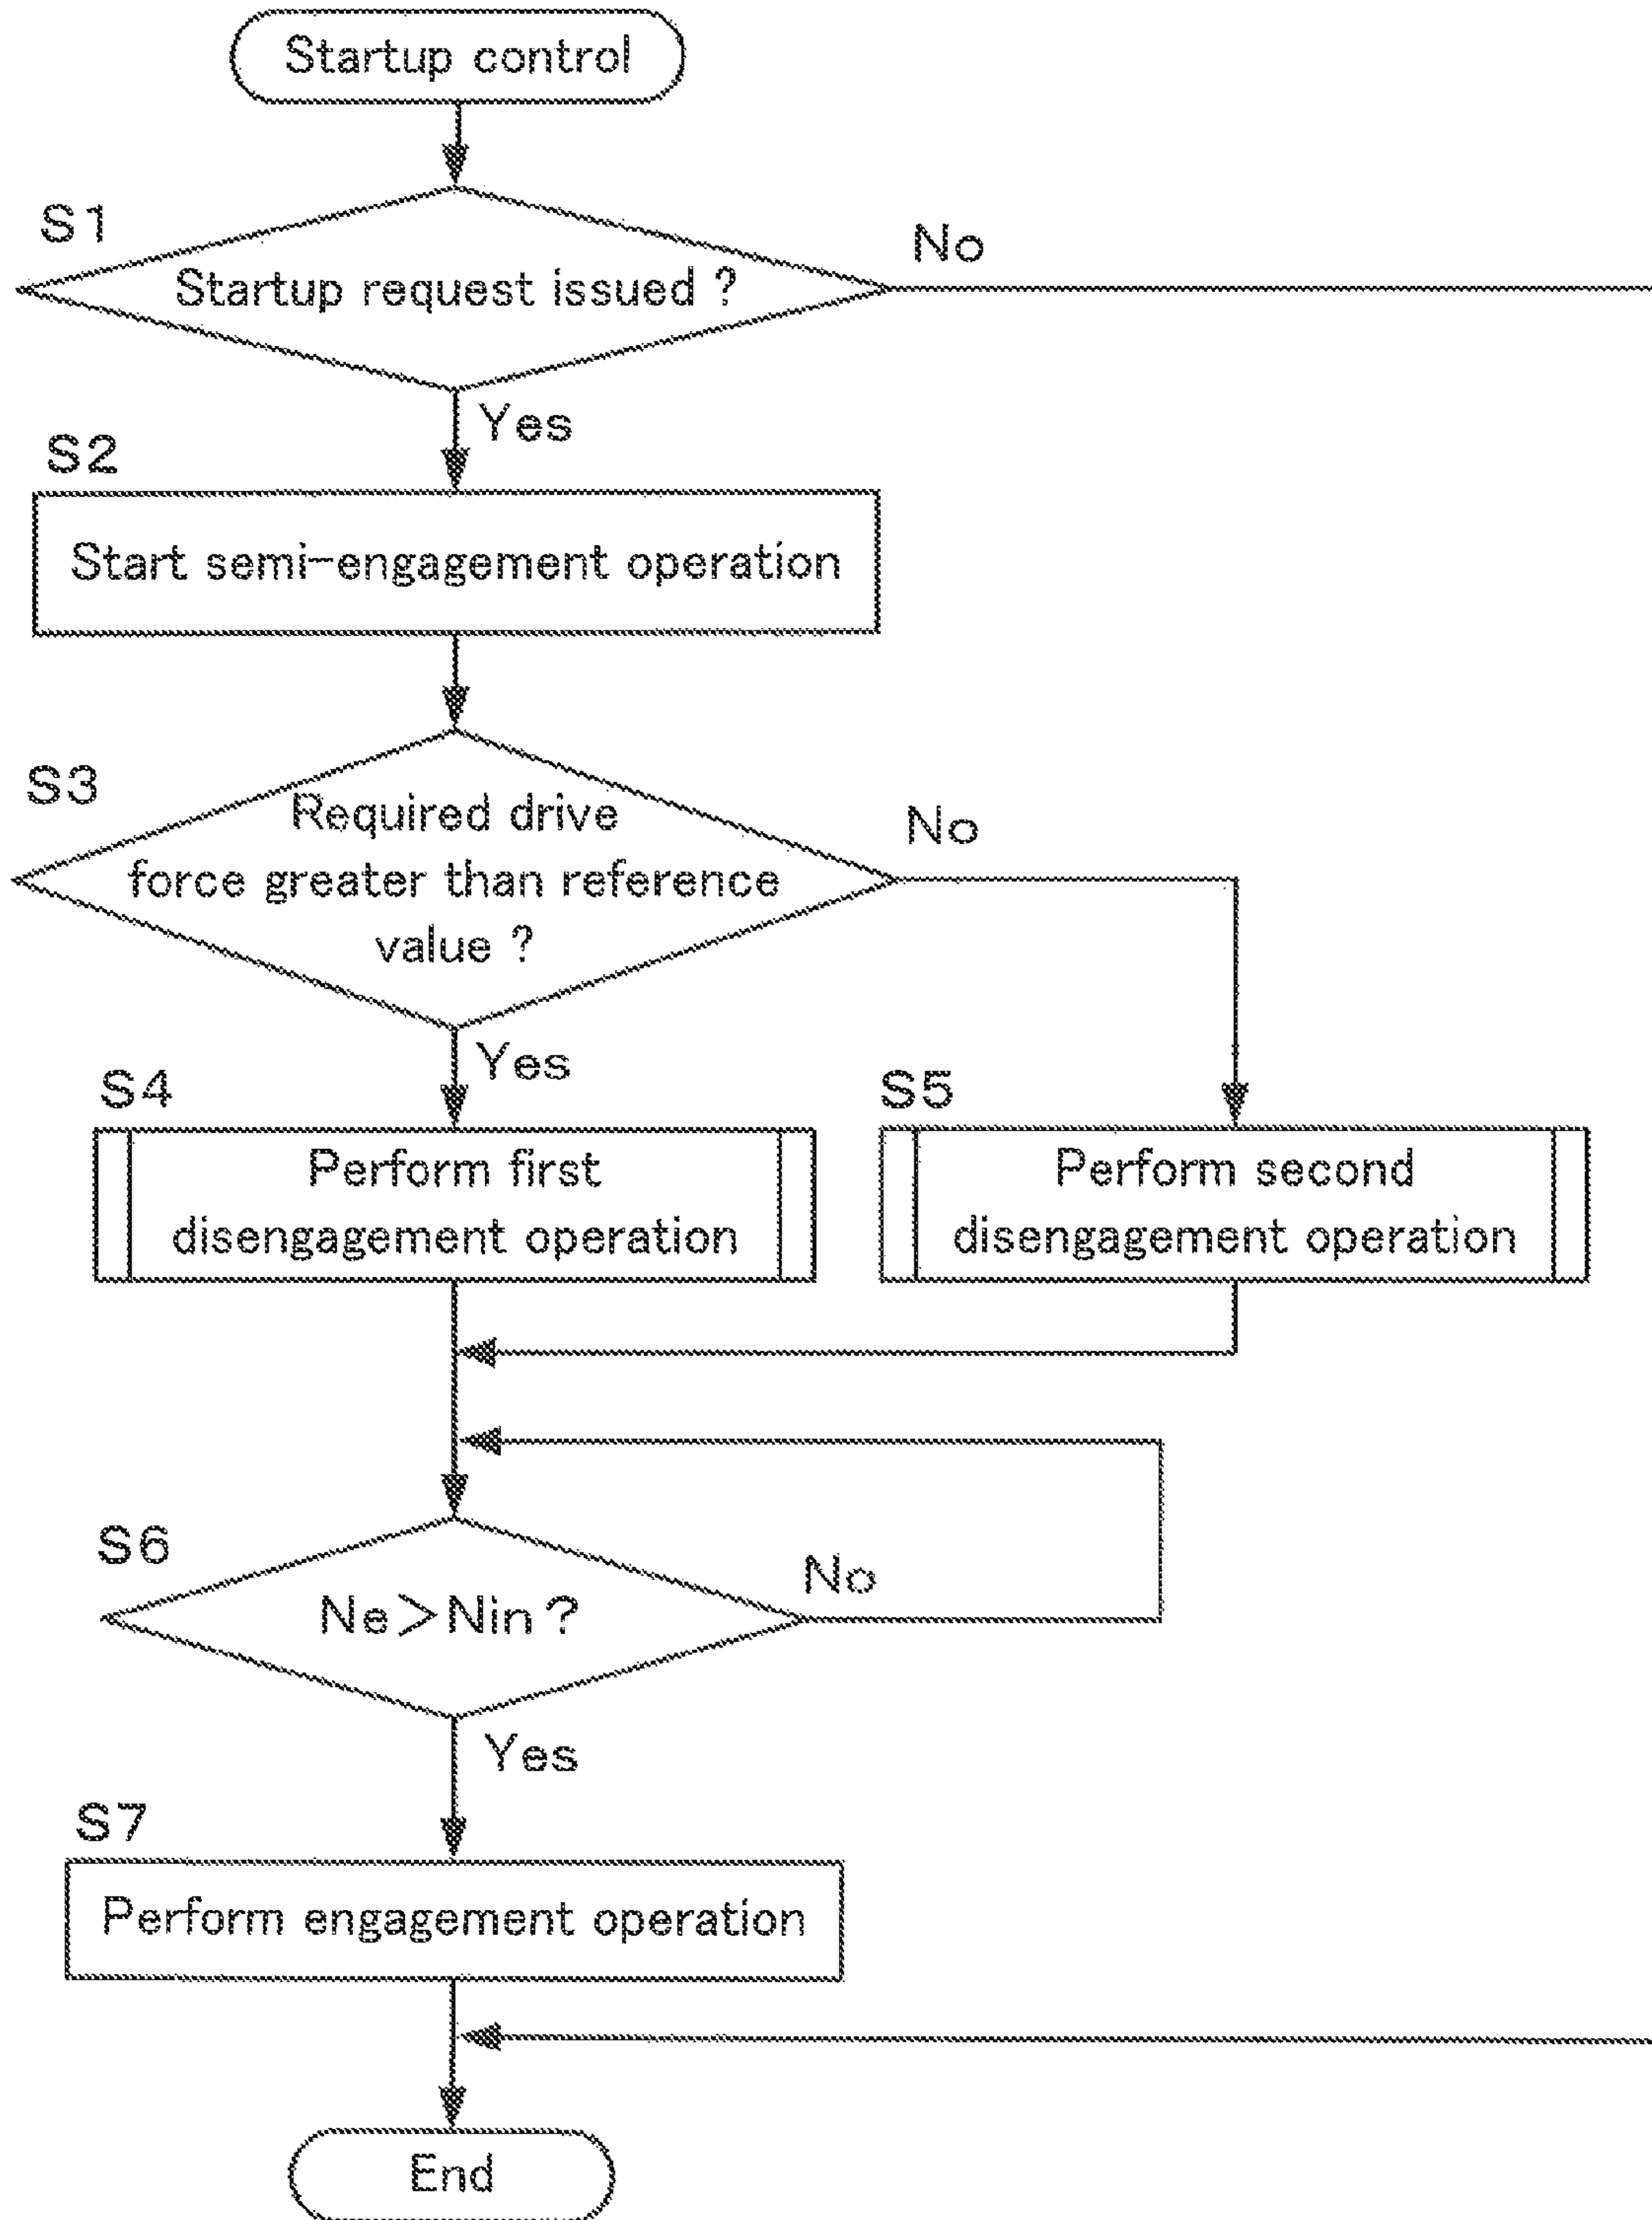 Startup control
S1
No
Startup request issued ?
Yes
S2
Start semi-engagement operation
S3
Required drive
force greater than reference
value ?
No
Yes
S4
S5
Perform first
disengagement operation
Perform second
disengagement operation
S6
No
Ne>Nin ?
Yes
S7
Perform engagement operation
End